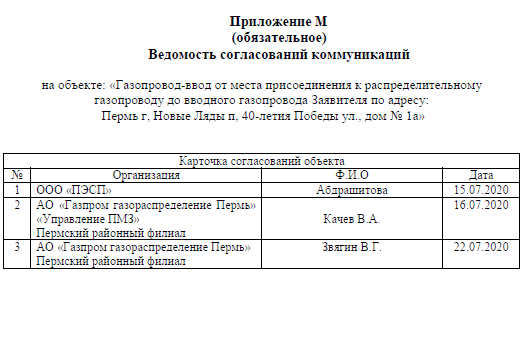 Приложение М
(обязательное)
Ведомость согласований коммуникаций
на объекте: «Газопровод-ввод от места присоединения к распределительному
газопроводу до вводного газопровода Заявителя по адресу:
Пермь г, Новые Ляды п, 40-летия Победы ул., дом № 1а»
Карточка согласований объекта
№ Организация Ф.И.О Дата
1 ООО «ПЭСП» Абдрашитова 15.07.2020
2 АО «Газпром газораспределение Пермь» 16.07.2020
«Управление ПМЗ» Качев В.А.
Пермский районный филиал
3 АО «Газпром газораспределение Пермь» Звягин В.Г. 22.07.2020
Пермский районный филиал